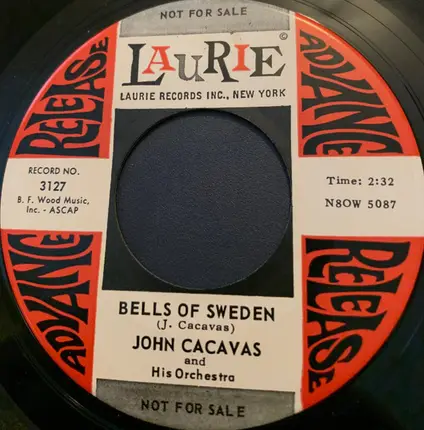 NOT FOR SALE
ADVANCE
RELEASE
ADVANCE
RELEASE
LAURIE
©
LAURIE RECORDS INC., NEW YORK
RECORD NO.
3127
B. F. Wood Music,
Inc. - ASCAP
Time: 2:32
N8OW 5087
BELLS OF SWEDEN
(J. Cacavas)
JOHN CACAVAS
and
His Orchestra
NOT FOR SALE